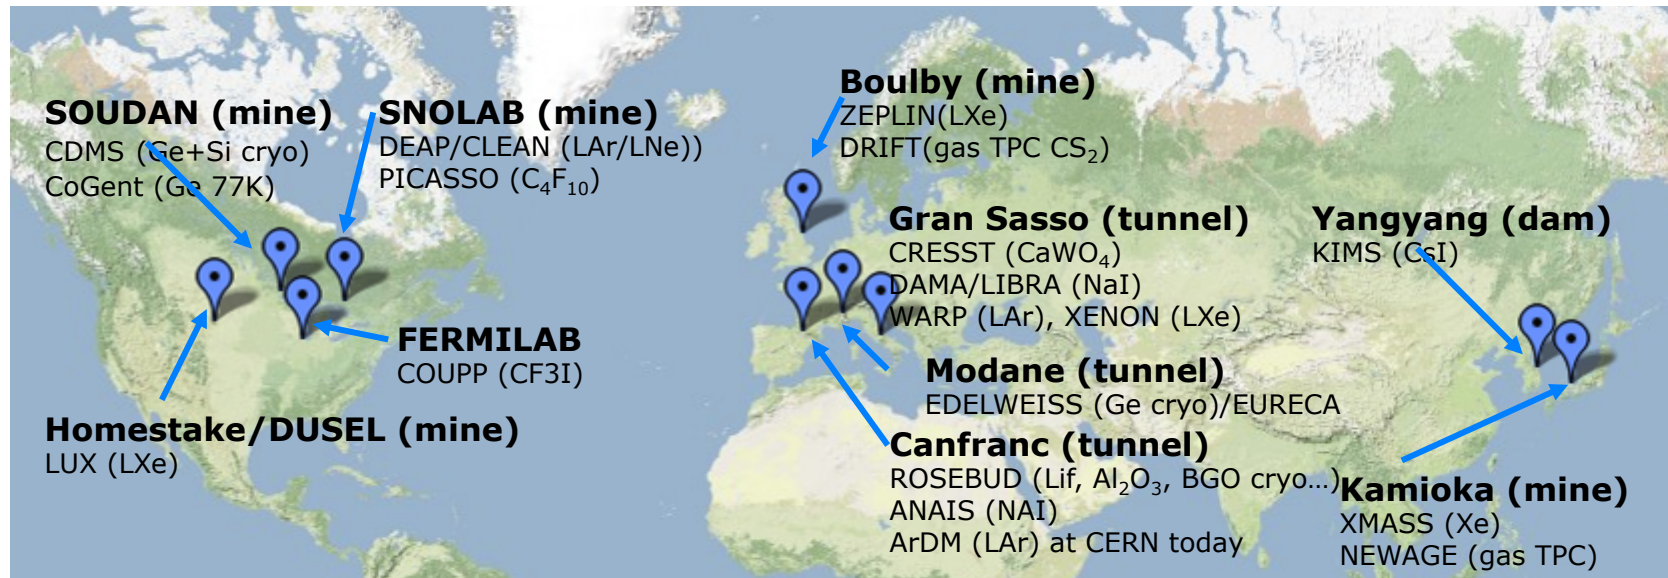 SOUDAN (mine)
CDMS (Ge+Si cryo)
CoGent (Ge 77K)
SNOLAB (mine)
DEAP/CLEAN (LAr/LNe))
PICASSO (C₄F₁₀)
FERMILAB
COUPP (CF3I)
Homestake/DUSEL (mine)
LUX (LXe)
Boulby (mine)
ZEPLIN(LXe)
DRIFT(gas TPC CS₂)
Gran Sasso (tunnel)
CRESST (CaWO₄)
DAMA/LIBRA (NaI)
WARP (LAr), XENON (LXe)
Modane (tunnel)
EDELWEISS (Ge cryo)/EURECA
Canfranc (tunnel)
ROSEBUD (Lif, Al₂O₃, BGO cryo…)
ANAIS (NAI)
ArDM (LAr) at CERN today
Yangyang (dam)
KIMS (CsI)
Kamioka (mine)
XMASS (Xe)
NEWAGE (gas TPC)